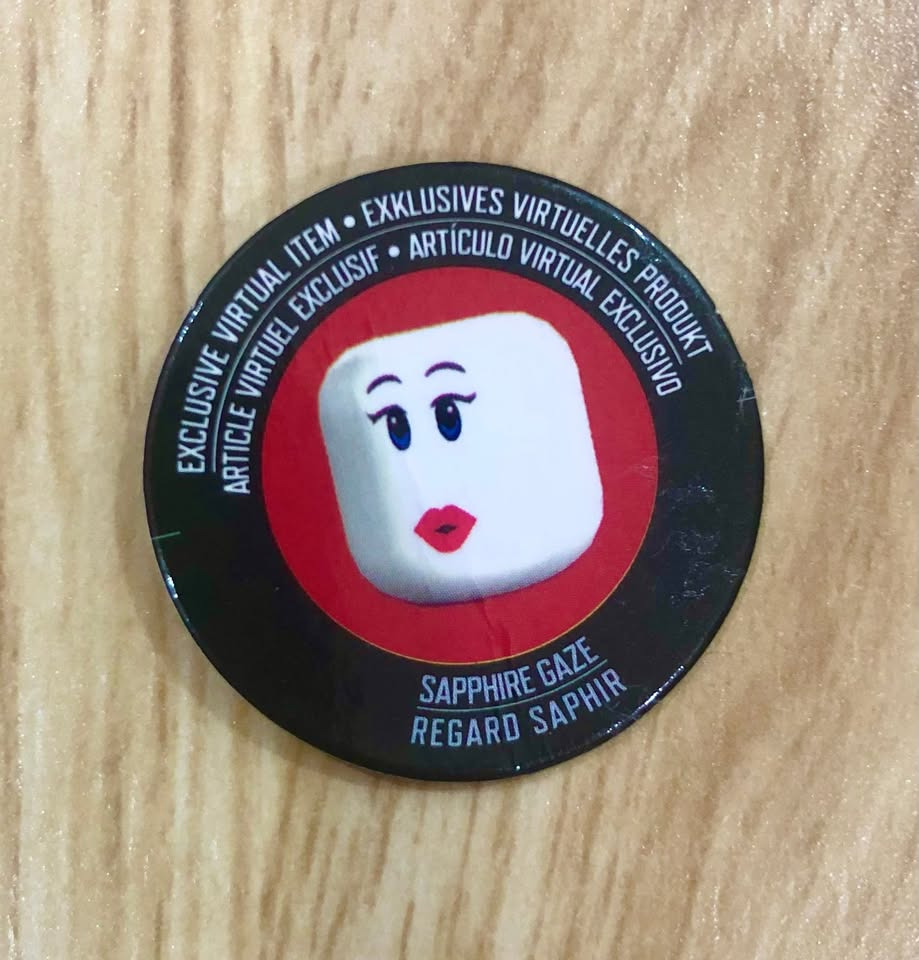 EXCLUSIVE VIRTUAL ITEM • EXKLUSIVES VIRTUELLES PRODUKT
ARTICLE VIRTUEL EXCLUSIF • ARTÍCULO VIRTUAL EXCLUSIVO
SAPPHIRE GAZE
REGARD SAPHIR